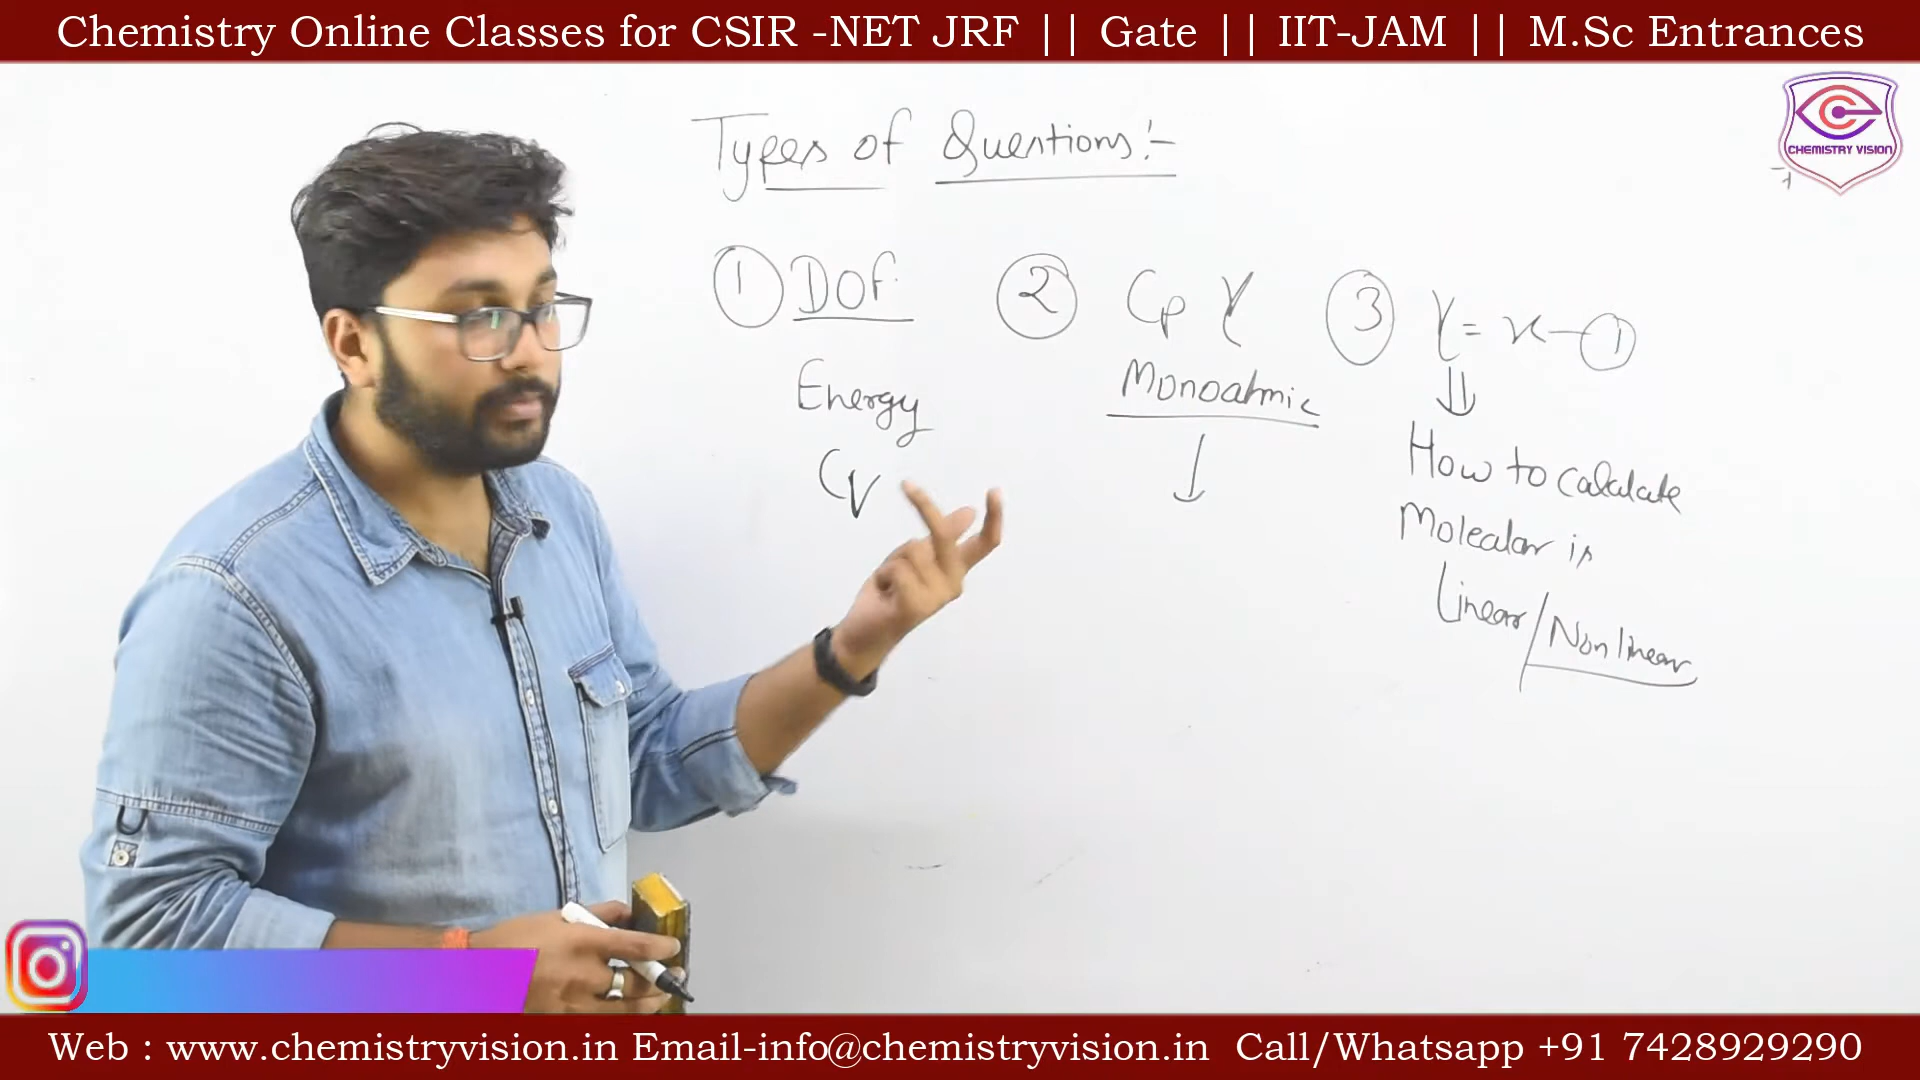 Chemistry Online Classes for CSIR -NET JRF || Gate || IIT-JAM || M.Sc Entrances
CHEMISTRY VISION
Types of Questions:-
① DOF.
Energy
Cv
② Cp γ
Monoatmic
↓
③ γ = x — ①
⇓
How to calculate
Molecular is
Linear/Nonlinear
Web : www.chemistryvision.in Email-info@chemistryvision.in Call/Whatsapp +91 7428929290